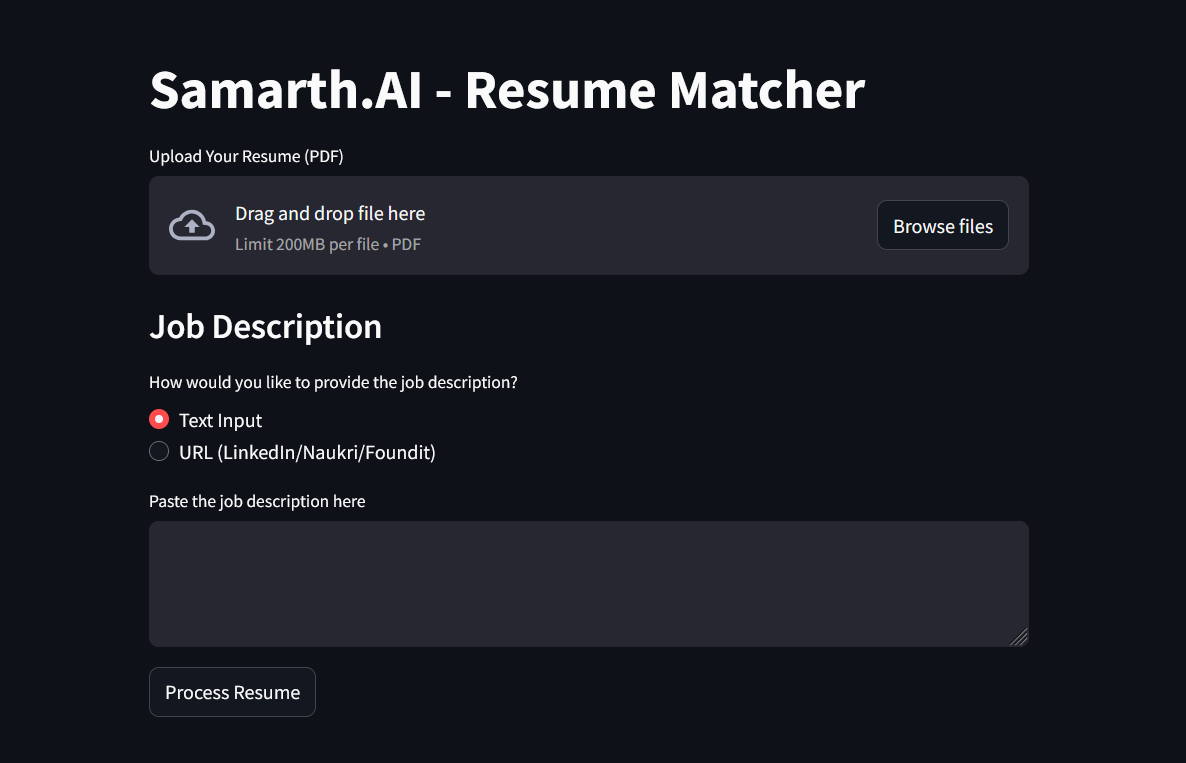 Samarth.AI - Resume Matcher
Upload Your Resume (PDF)
Drag and drop file here
Limit 200MB per file • PDF
Browse files
Job Description
How would you like to provide the job description?
Text Input
URL (LinkedIn/Naukri/Foundit)
Paste the job description here
Process Resume